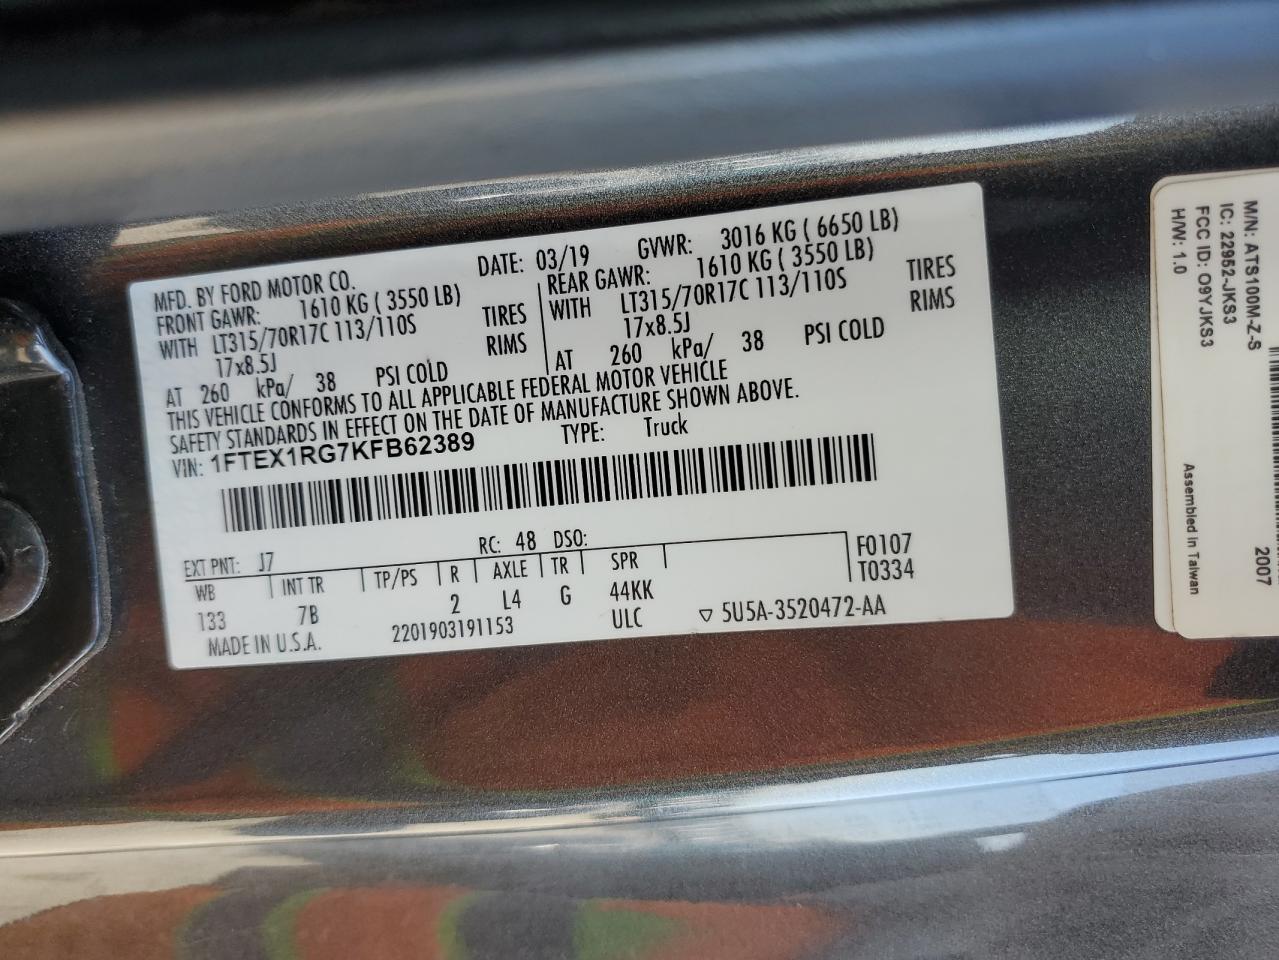 MFD. BY FORD MOTOR CO.
DATE: 03/19 GVWR: 3016 KG ( 6650 LB)
FRONT GAWR: 1610 KG ( 3550 LB)
WITH LT315/70R17C 113/110S TIRES
17x8.5J RIMS
AT 260 kPa/ 38 PSI COLD
REAR GAWR: 1610 KG ( 3550 LB)
WITH LT315/70R17C 113/110S TIRES
17x8.5J RIMS
AT 260 kPa/ 38 PSI COLD
THIS VEHICLE CONFORMS TO ALL APPLICABLE FEDERAL MOTOR VEHICLE
SAFETY STANDARDS IN EFFECT ON THE DATE OF MANUFACTURE SHOWN ABOVE.
VIN: 1FTEX1RG7KFB62389 TYPE: Truck
EXT PNT: J7 RC: 48 DSO:
WB INT TR TP/PS R AXLE TR SPR F0107
133 7B 2 L4 G 44KK T0334
MADE IN U.S.A. 2201903191153 ULC ▽ 5U5A-3520472-AA
M/N: ATS100M-Z-S
IC: 22952-JKS3
FCC ID: O9YJKS3
H/W: 1.0
Assembled in Taiwan
2007